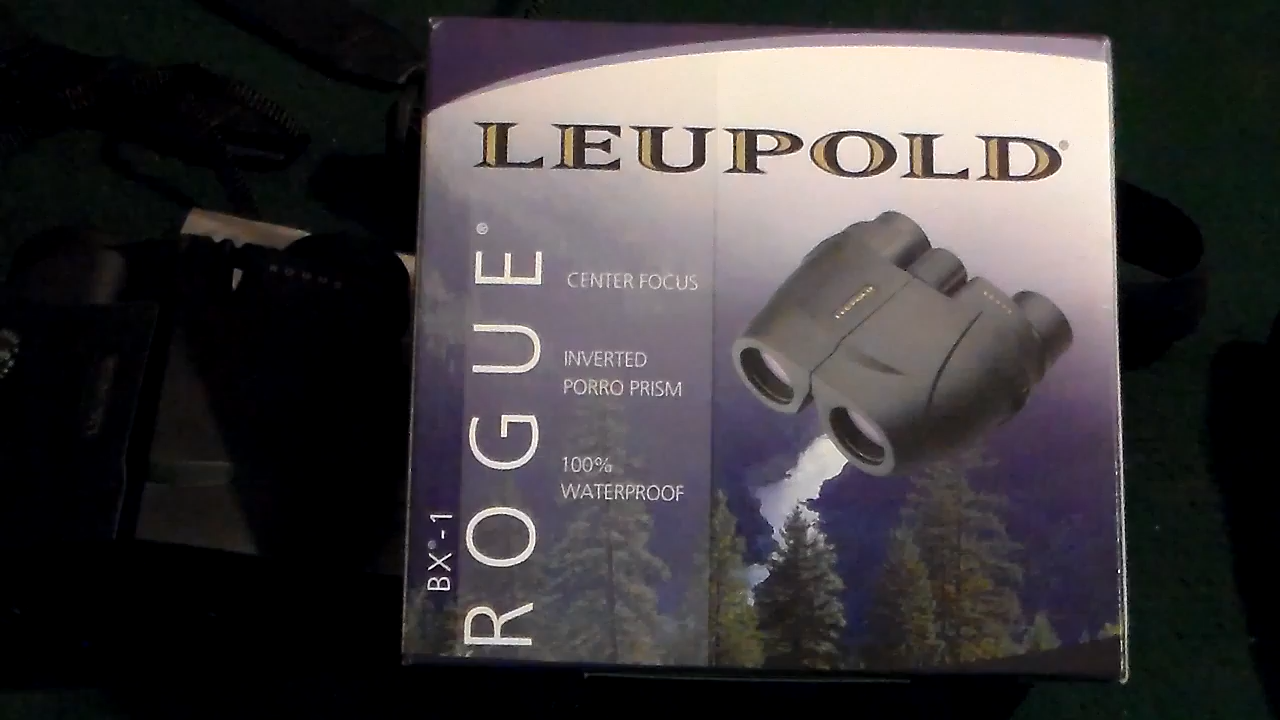 LEUPOLD®
BX®-1
ROGUE®
CENTER FOCUS
INVERTED
PORRO PRISM
100%
WATERPROOF